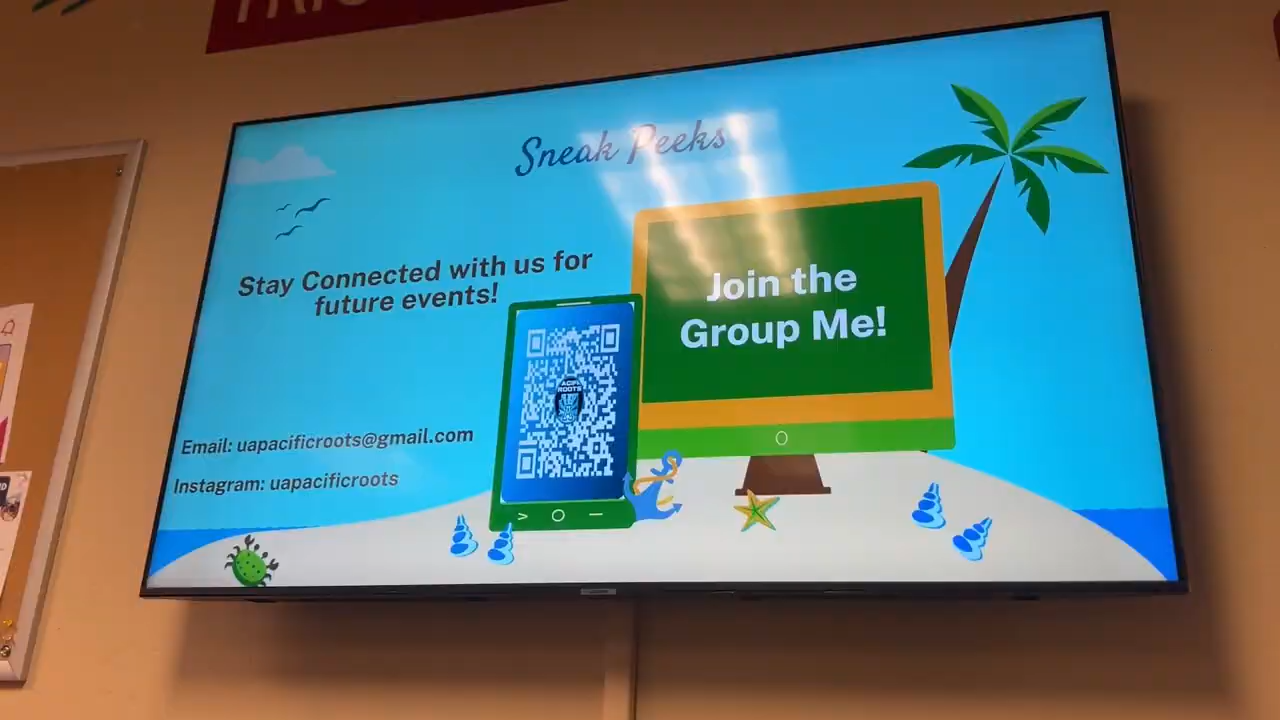 Sneak Peeks
Stay Connected with us for
future events!
Join the
Group Me!
ROOTS
Email: uapacificroots@gmail.com
Instagram: uapacificroots